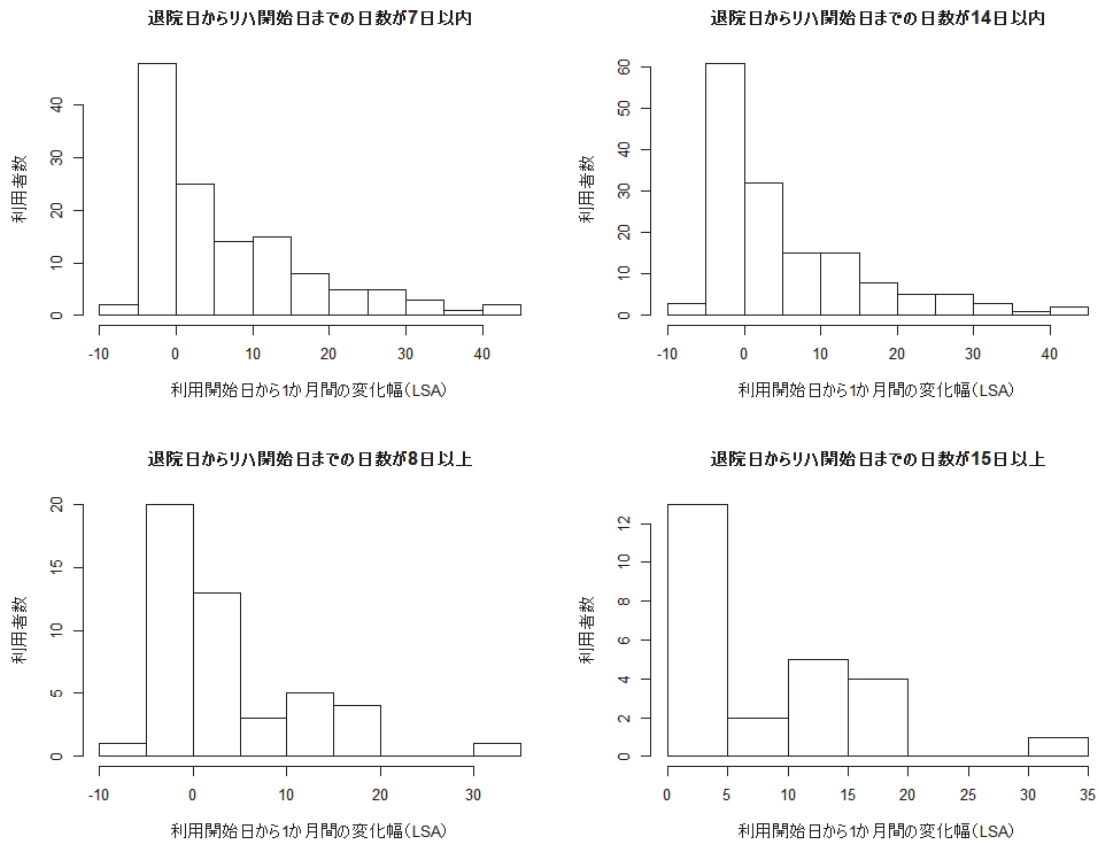 退院日からリハ開始日までの日数が7日以内
利用者数
40
30
20
10
0
-10 0 10 20 30 40
利用開始日から1か月間の変化幅(LSA)
退院日からリハ開始日までの日数が14日以内
利用者数
60
50
40
30
20
10
0
-10 0 10 20 30 40
利用開始日から1か月間の変化幅(LSA)
退院日からリハ開始日までの日数が8日以上
利用者数
20
15
10
5
0
-10 0 10 20 30
利用開始日から1か月間の変化幅(LSA)
退院日からリハ開始日までの日数が15日以上
利用者数
12
10
8
6
4
2
0
0 5 10 15 20 25 30 35
利用開始日から1か月間の変化幅(LSA)